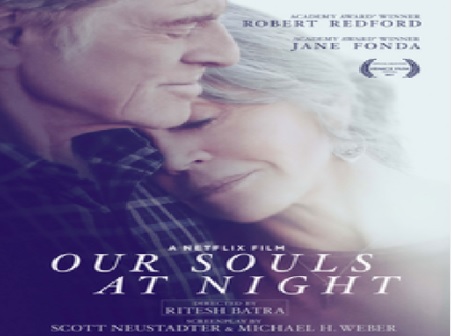 ACADEMY AWARD® WINNER
ROBERT REDFORD
ACADEMY AWARD® WINNER
JANE FONDA
A NETFLIX FILM
OUR SOULS
AT NIGHT
DIRECTED BY
RITESH BATRA
SCREENPLAY BY
SCOTT NEUSTADTER & MICHAEL H. WEBER